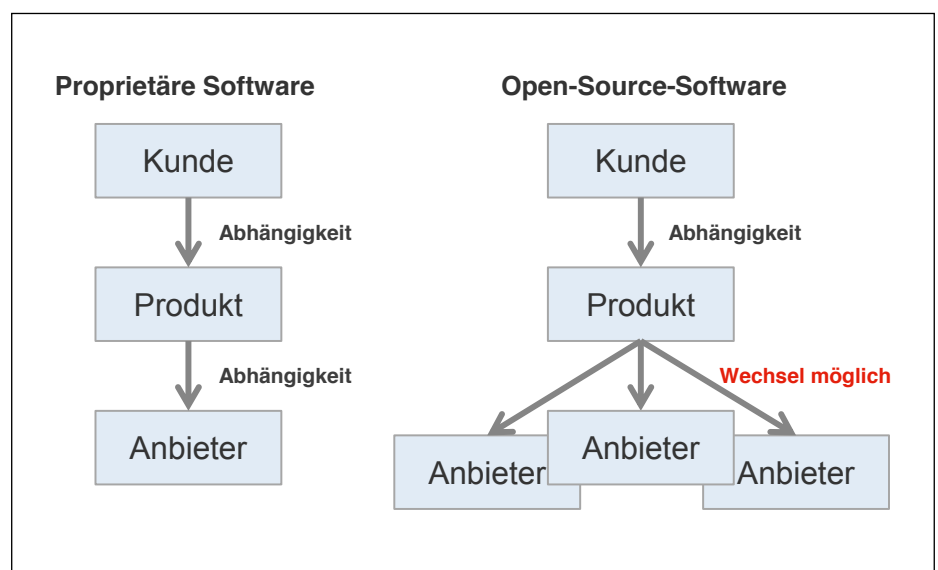 Proprietäre Software
Kunde
Abhängigkeit
Produkt
Abhängigkeit
Anbieter
Open-Source-Software
Kunde
Abhängigkeit
Produkt
Wechsel möglich
Anbieter
Anbieter
Anbieter